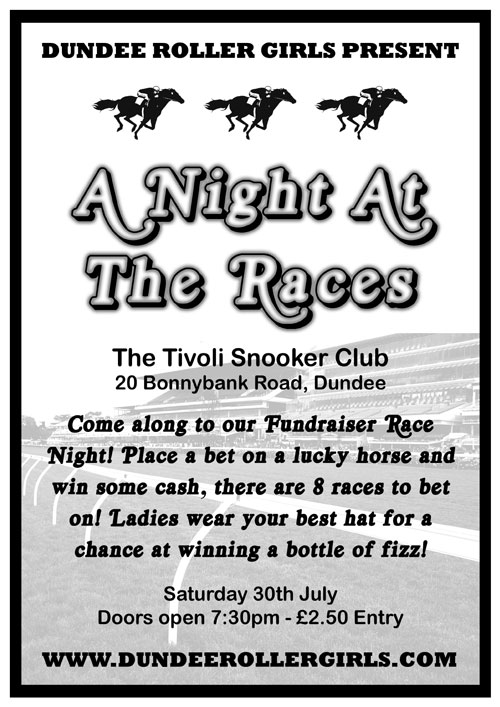 DUNDEE ROLLER GIRLS PRESENT
A Night At
The Races
The Tivoli Snooker Club
20 Bonnybank Road, Dundee
Come along to our Fundraiser Race
Night! Place a bet on a lucky horse and
win some cash, there are 8 races to bet
on! Ladies wear your best hat for a
chance at winning a bottle of fizz!
Saturday 30th July
Doors open 7:30pm - £2.50 Entry
WWW.DUNDEEROLLERGIRLS.COM